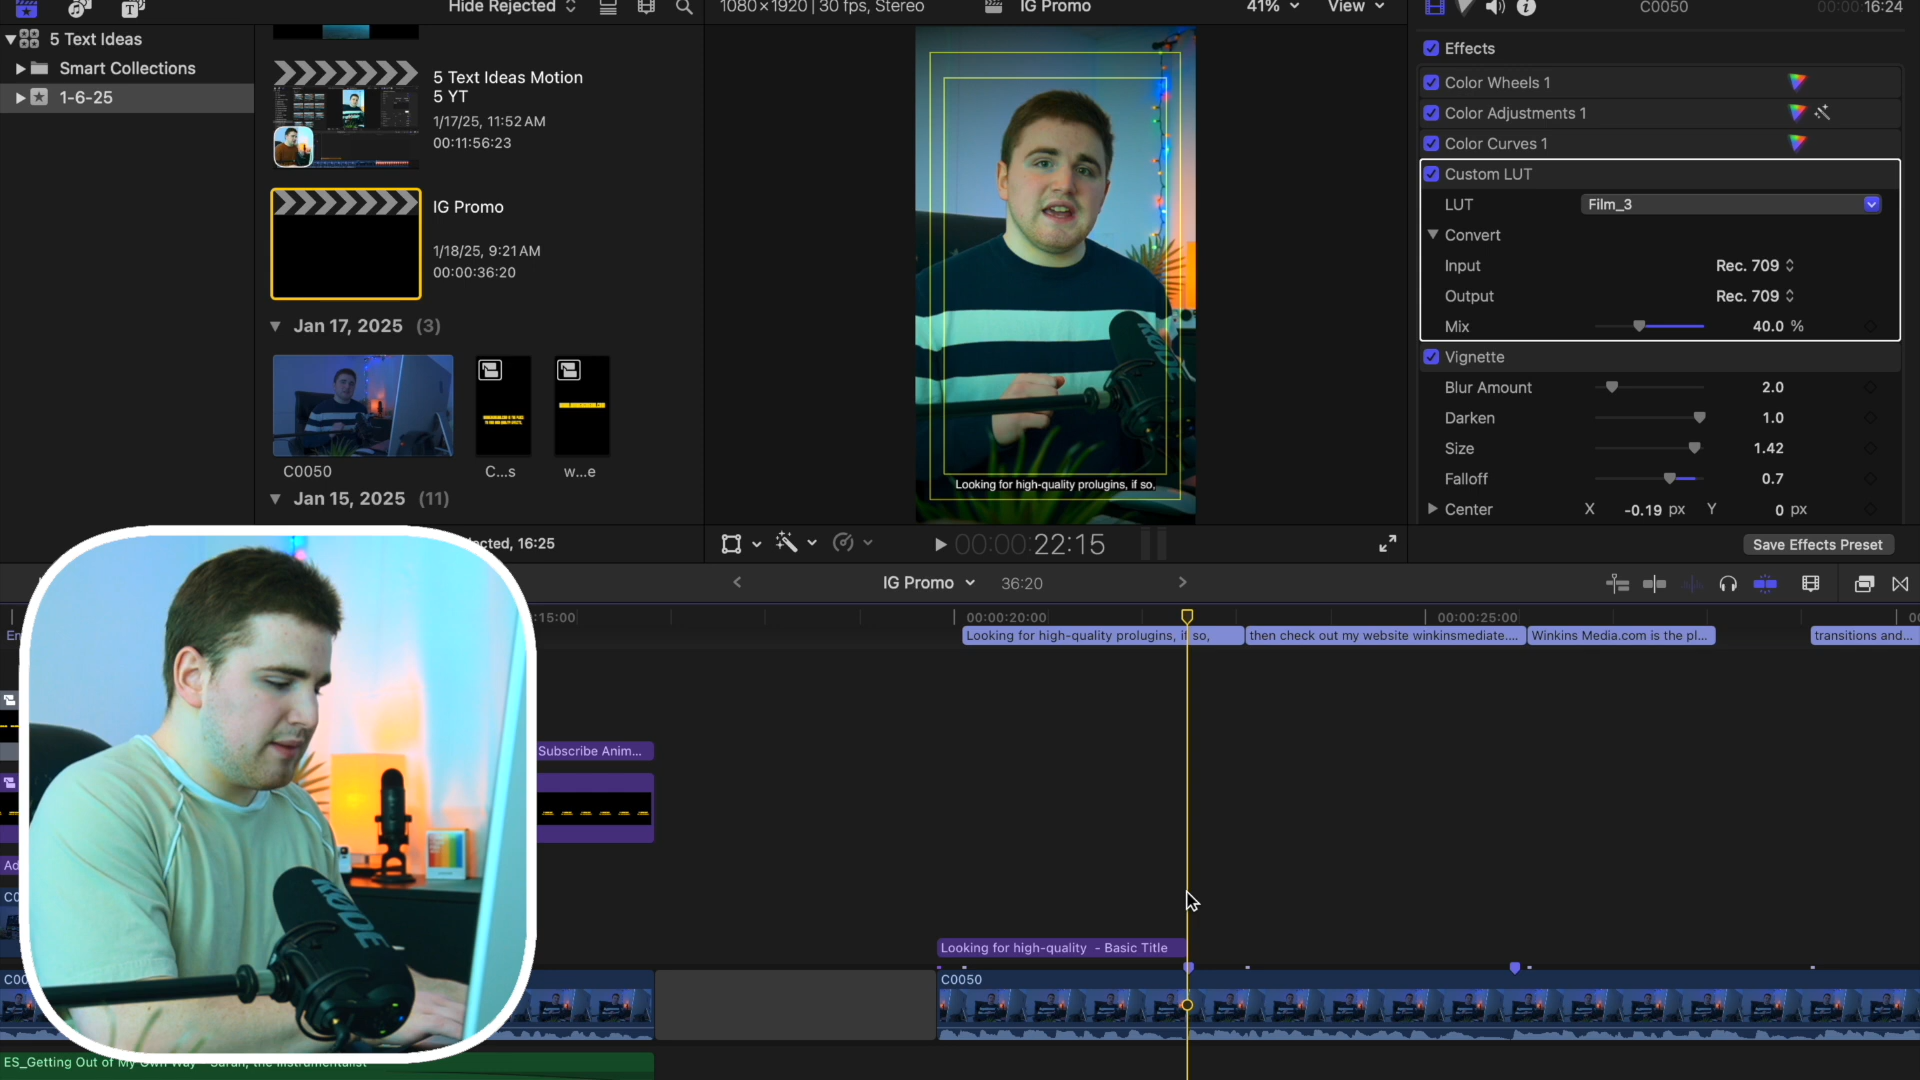 Hide Rejected
1080×1920 | 30 fps, Stereo
IG Promo
41%
View
C0050
00:00:16:24
5 Text Ideas
Smart Collections
1-6-25
5 Text Ideas Motion
5 YT
1/17/25, 11:52 AM
00:11:56:23
IG Promo
1/18/25, 9:21 AM
00:00:36:20
Jan 17, 2025 (3)
C0050
C...s
w...e
Jan 15, 2025 (11)
cted, 16:25
Looking for high-quality prolugins, if so,
RØDE
Effects
Color Wheels 1
Color Adjustments 1
Color Curves 1
Custom LUT
LUT Film_3
Convert
Input Rec. 709
Output Rec. 709
Mix 40.0 %
Vignette
Blur Amount 2.0
Darken 1.0
Size 1.42
Falloff 0.7
Center X -0.19 px Y 0 px
Save Effects Preset
00:00:22:15
IG Promo 36:20
:15:00
00:00:20:00
00:00:25:00
Looking for high-quality prolugins, if so,
then check out my website winkinsmediate....
Winkins Media.com is the pl...
transitions and...
Subscribe Anim...
Looking for high-quality - Basic Title
C0050
RØDE
ES_Getting Out of My Own Way - Sarah, the Illstrumentalist